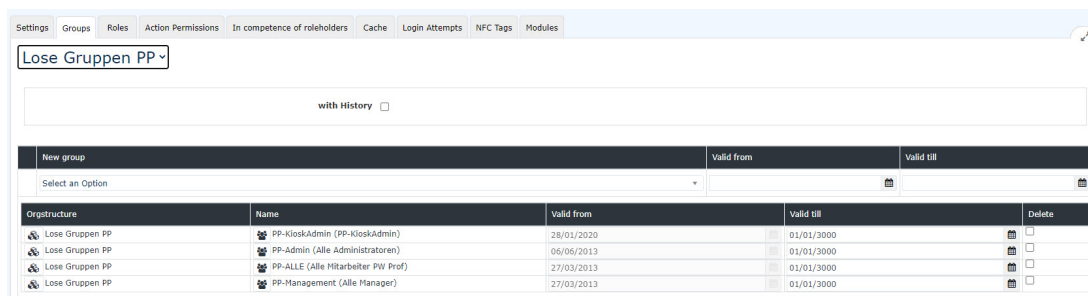 Settings Groups Roles Action Permissions In competence of roleholders Cache Login Attempts NFC Tags Modules
Lose Gruppen PP
with History
New group Valid from Valid till
Select an Option
Orgstructure Name Valid from Valid till Delete
Lose Gruppen PP PP-KioskAdmin (PP-KioskAdmin) 28/01/2020 01/01/3000
Lose Gruppen PP PP-Admin (Alle Administratoren) 06/06/2013 01/01/3000
Lose Gruppen PP PP-ALLE (Alle Mitarbeiter PW Prof) 27/03/2013 01/01/3000
Lose Gruppen PP PP-Management (Alle Manager) 27/03/2013 01/01/3000